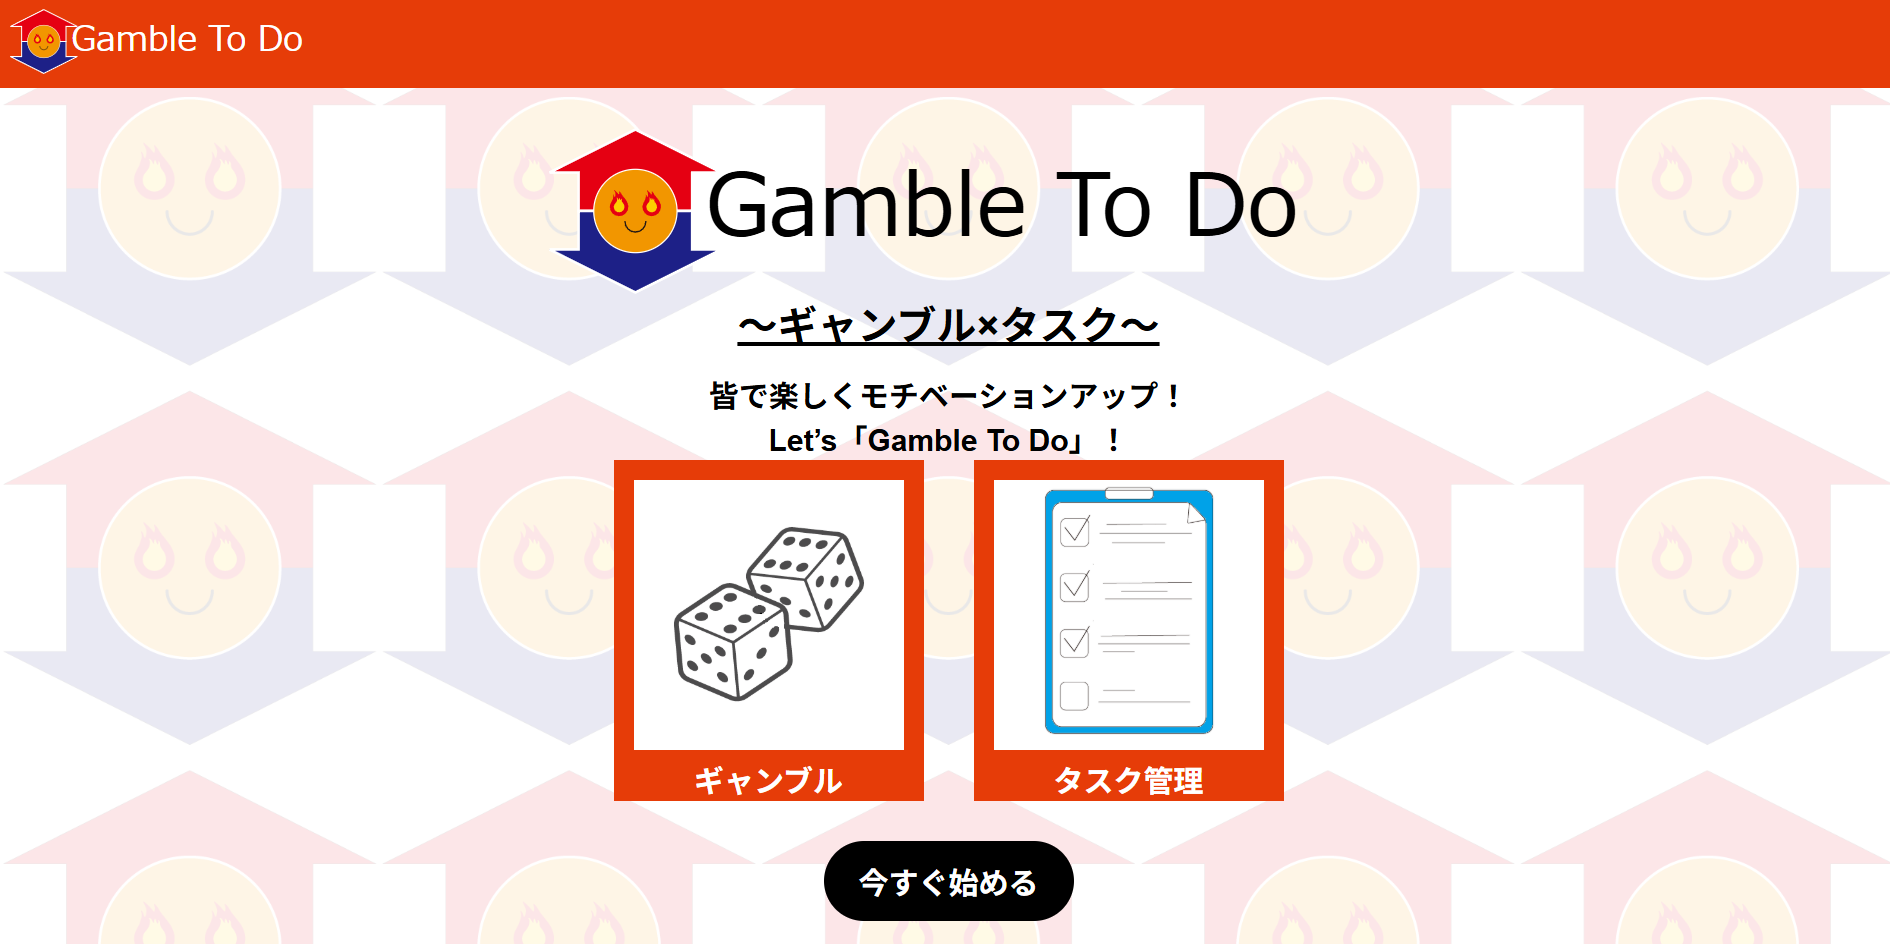 Gamble To Do
Gamble To Do
〜ギャンブル×タスク〜
皆で楽しくモチベーションアップ！
Let’s「Gamble To Do」！
ギャンブル
タスク管理
今すぐ始める